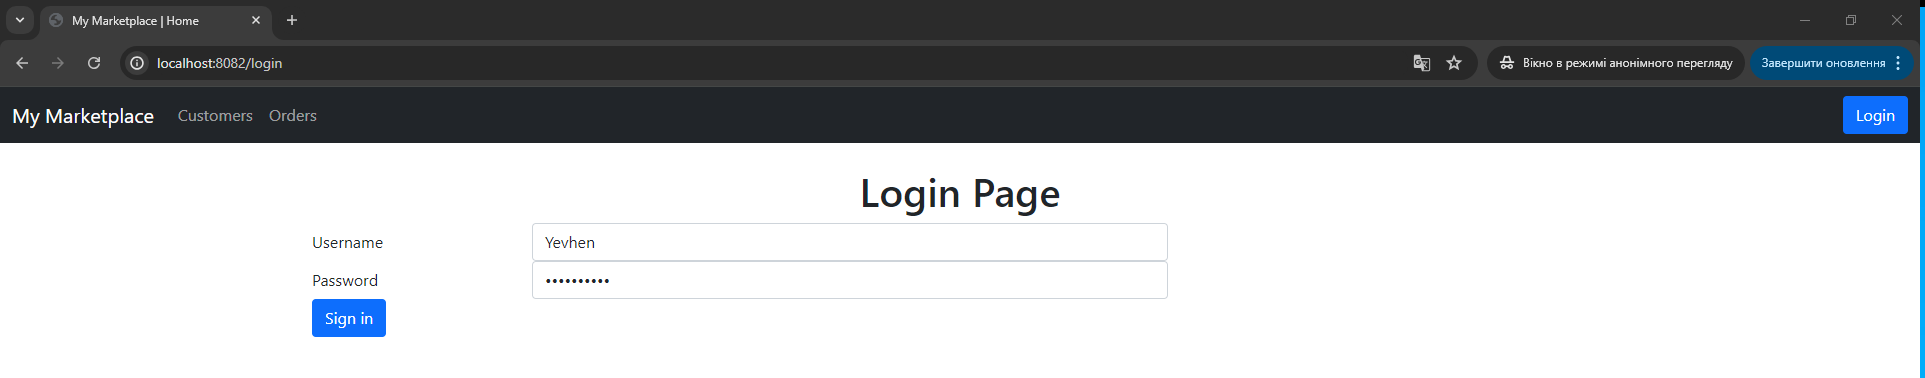 My Marketplace | Home
localhost:8082/login
Вікно в режимі анонімного перегляду
Завершити оновлення
My Marketplace Customers Orders Login
Login Page
Username Yevhen
Password ••••••••••
Sign in